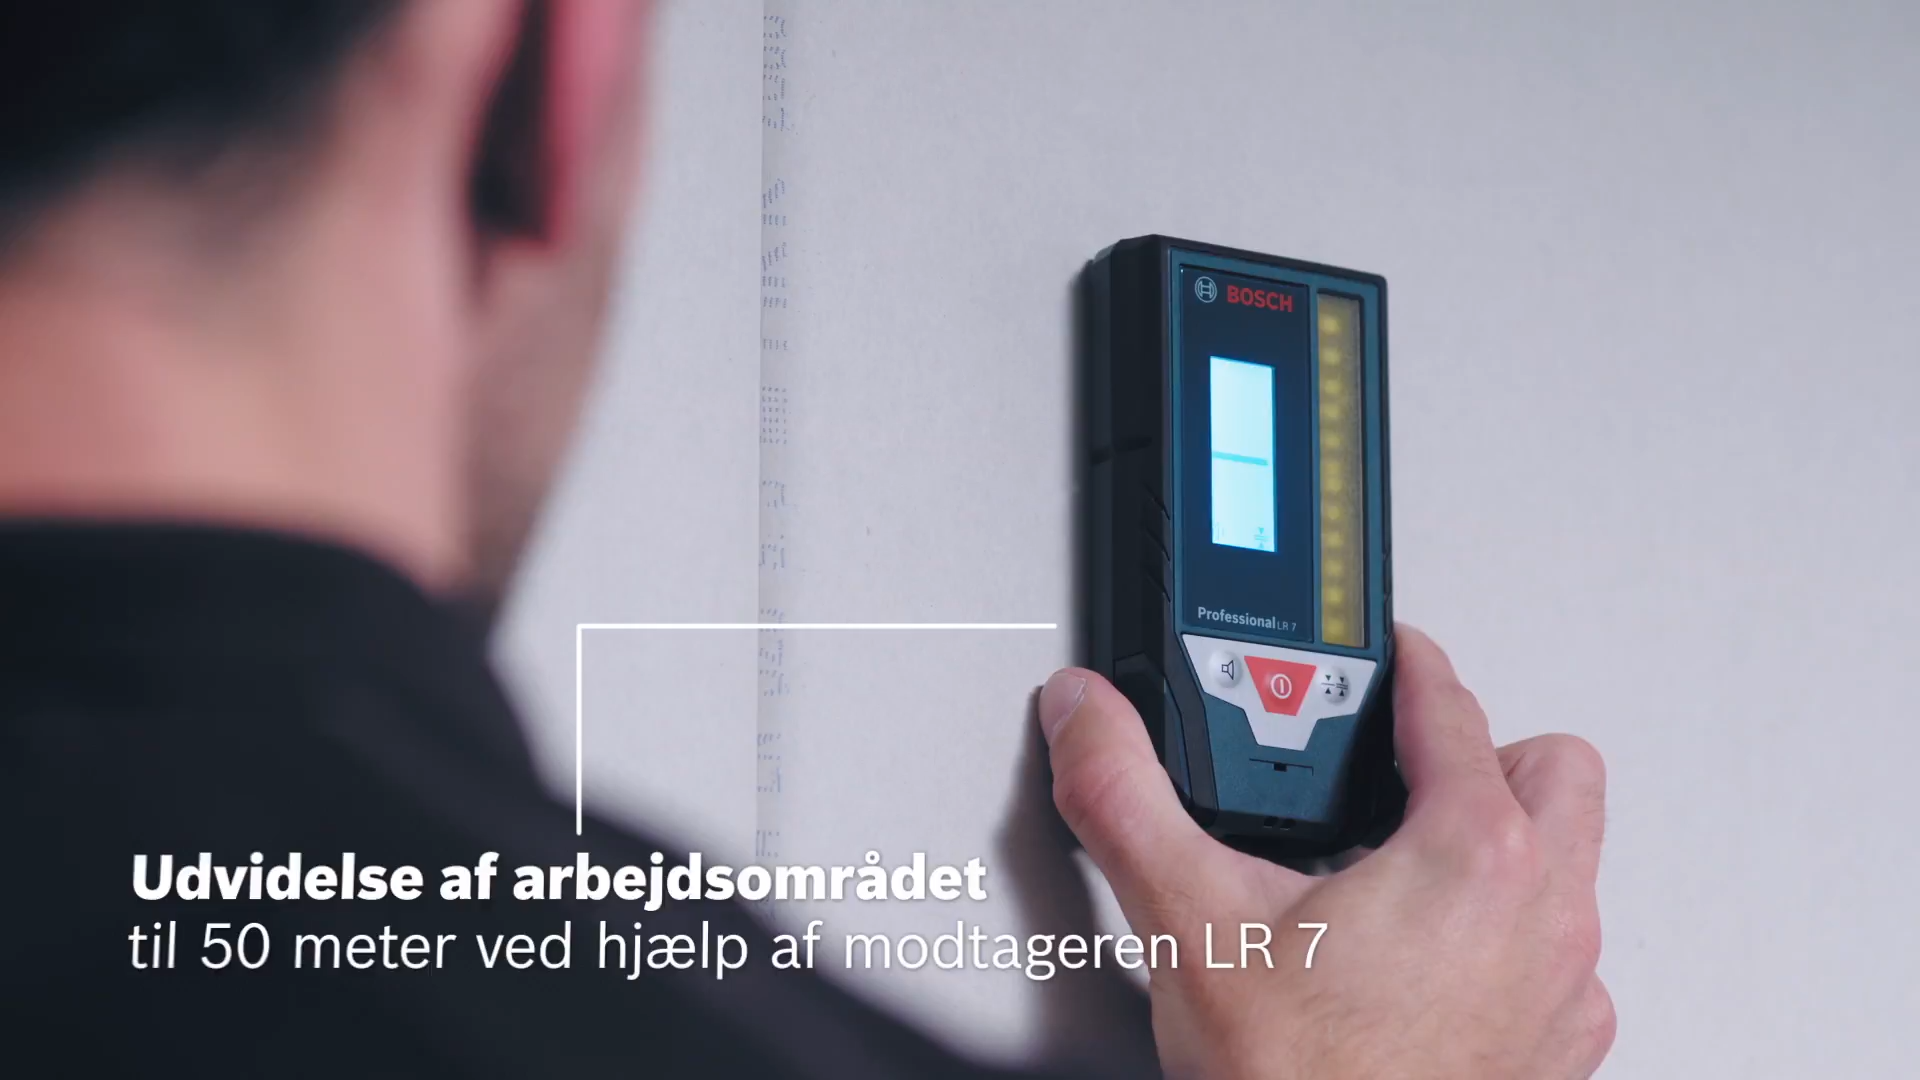 BOSCH
Professional LR 7
Udvidelse af arbejdsområdet
til 50 meter ved hjælp af modtageren LR 7